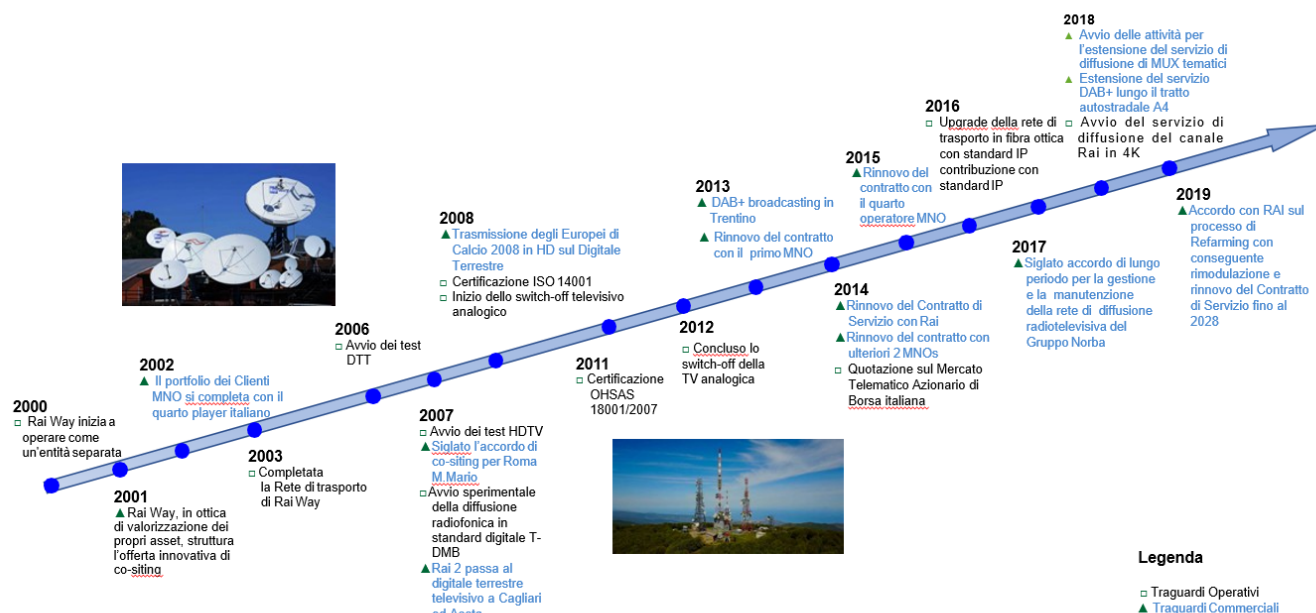 2000
Rai Way inizia a
operare come
un'entità separata
2001
Rai Way, in ottica
di valorizzazione dei
propri asset, struttura
l'offerta innovativa di
co-siting
2002
Il portfolio dei Clienti
MNO si completa con il
quarto player italiano
2003
Completata
la Rete di trasporto
di Rai Way
2006
Avvio dei test
DTT
2007
Avvio dei test HDTV
Siglato l'accordo di
co-siting per Roma
M.Mario
Avvio sperimentale
della diffusione
radiofonica in
standard digitale T-
DMB
Rai 2 passa al
digitale terrestre
televisivo a Cagliari
2008
Trasmissione degli Europei di
Calcio 2008 in HD sul Digitale
Terrestre
Certificazione ISO 14001
Inizio dello switch-off televisivo
analogico
2011
Certificazione
OHSAS
18001/2007
2012
Concluso lo
switch-off della
TV analogica
2013
DAB+ broadcasting in
Trentino
Rinnovo del contratto
con il primo MNO
2014
Rinnovo del Contratto di
Servizio con Rai
Rinnovo del contratto con
ulteriori 2 MNOs
Quotazione sul Mercato
Telematico Azionario di
Borsa italiana
2015
Rinnovo del
contratto con
il quarto
operatore MNO
2016
Upgrade della rete di
trasporto in fibra ottica
con standard IP
contribuzione con
standard IP
2017
Siglato accordo di lungo
periodo per la gestione
e la manutenzione
della rete di diffusione
radiotelevisiva del
Gruppo Norba
2018
Avvio delle attività per
l'estensione del servizio di
diffusione di MUX tematici
Estensione del servizio
DAB+ lungo il tratto
autostradale A4
Avvio del servizio di
diffusione del canale
Rai in 4K
2019
Accordo con RAI sul
processo di
Refarming con
conseguente
rimodulazione e
rinnovo del Contratto
di Servizio fino al
2028
Legenda
Traguardi Operativi
Traguardi Commerciali